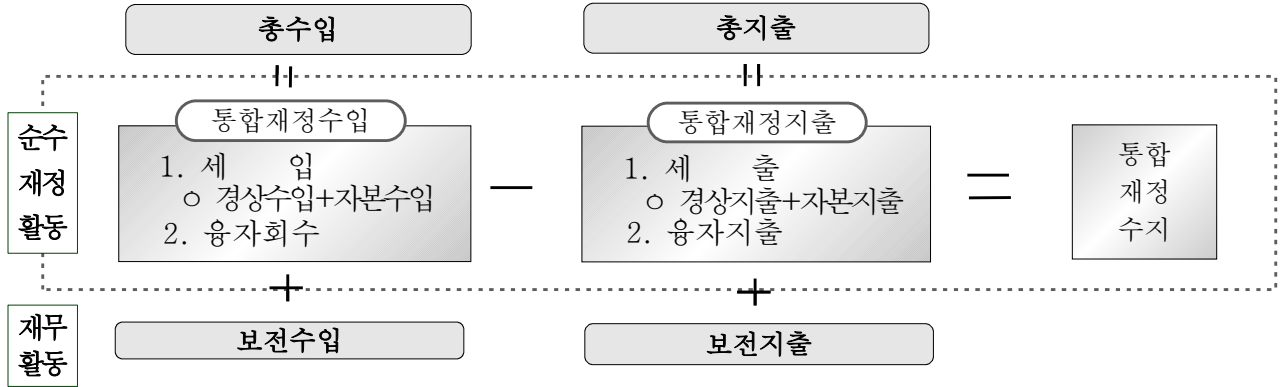 총수입
총지출
=
=
순수
재정
활동
통합재정수입
1. 세 입
ㅇ 경상수입+자본수입
2. 융자회수
−
통합재정지출
1. 세 출
ㅇ 경상지출+자본지출
2. 융자지출
=
통합
재정
수지
+
+
재무
활동
보전수입
보전지출